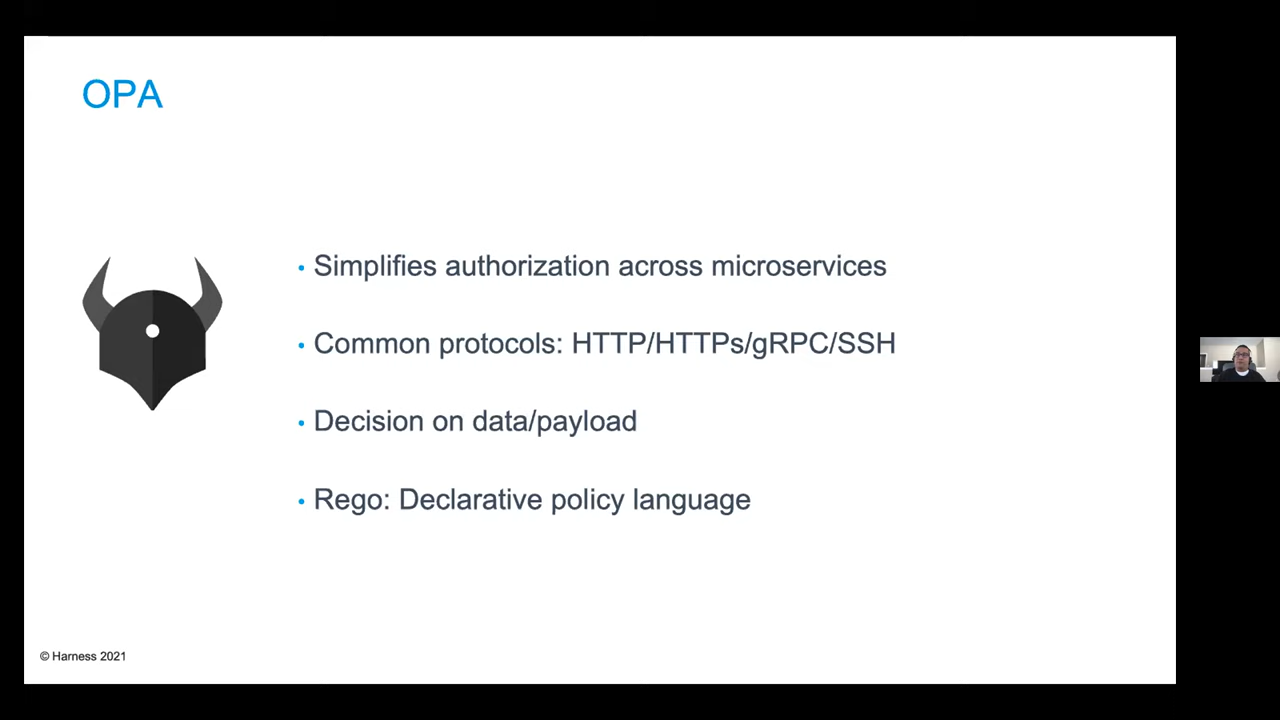 OPA
• Simplifies authorization across microservices
• Common protocols: HTTP/HTTPs/gRPC/SSH
• Decision on data/payload
• Rego: Declarative policy language
© Harness 2021